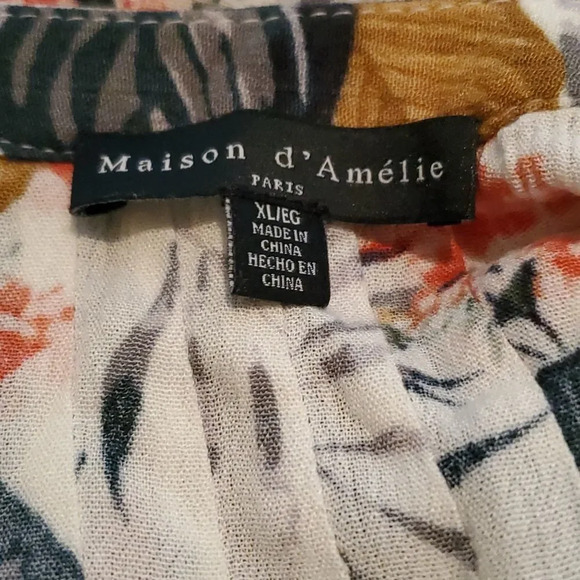 Maison d'Amélie
PARIS
XL/EG
MADE IN
CHINA
HECHO EN
CHINA